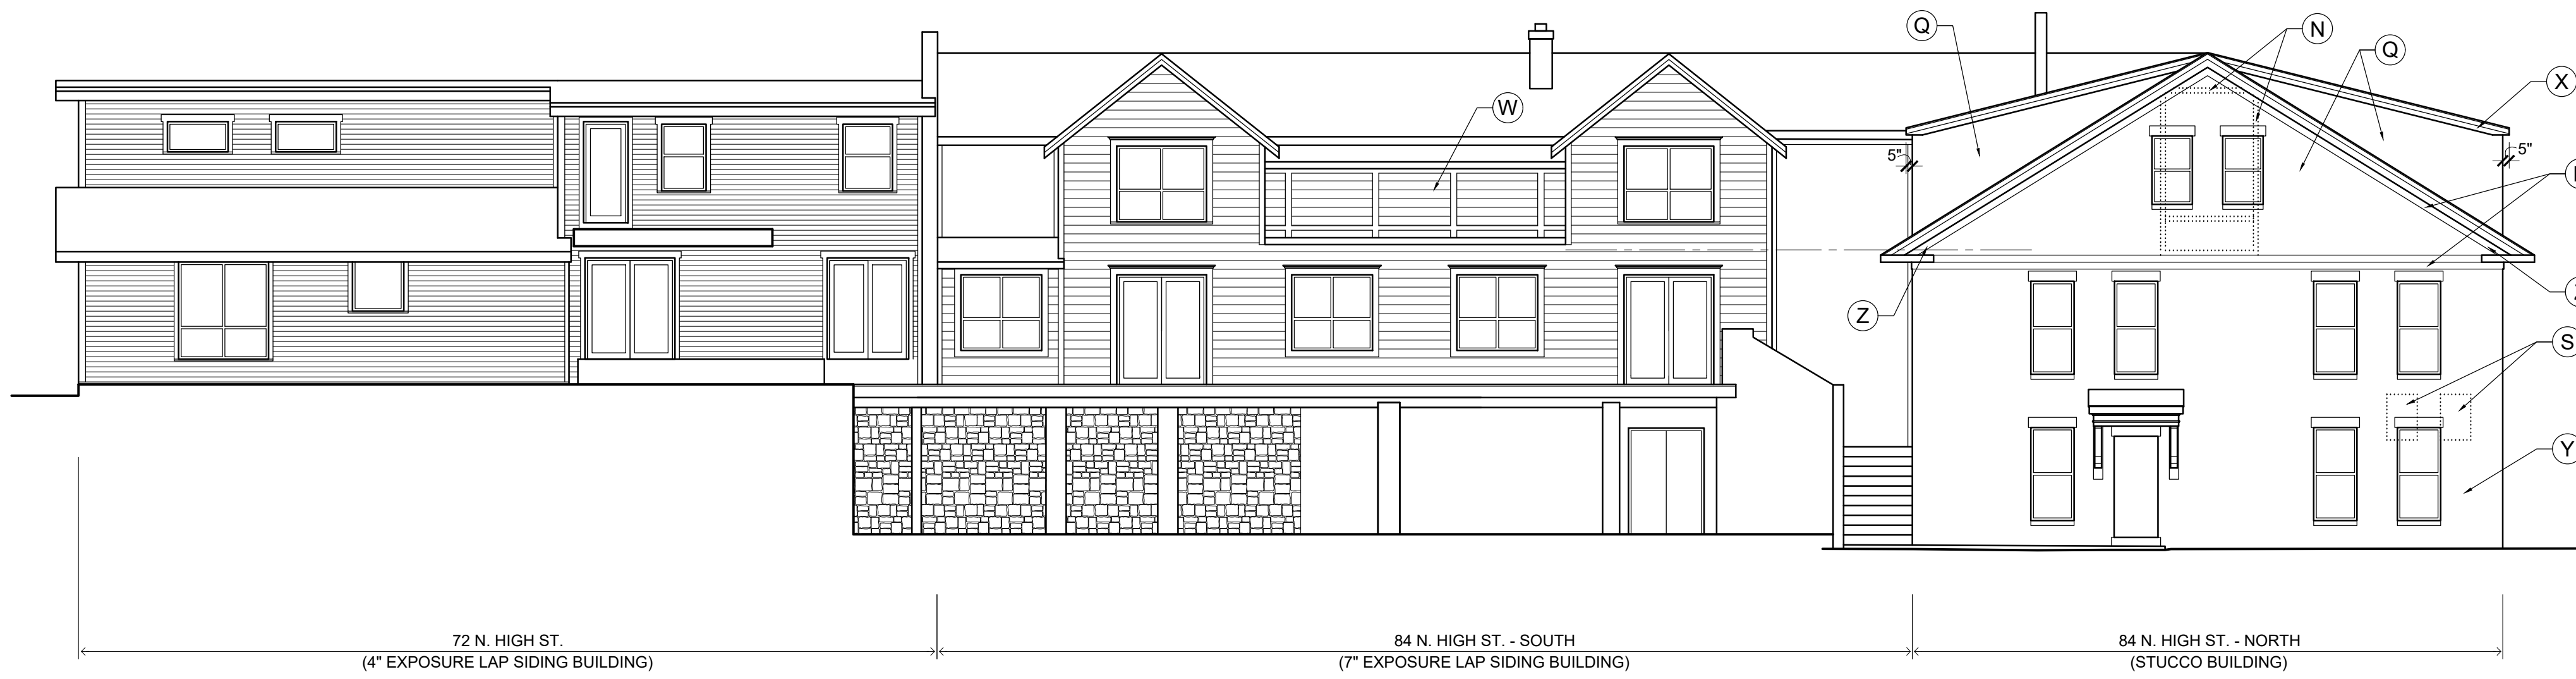 Q
N
Q
X
W
5"
5"
Z
S
Y
72 N. HIGH ST.
(4" EXPOSURE LAP SIDING BUILDING)
84 N. HIGH ST. - SOUTH
(7" EXPOSURE LAP SIDING BUILDING)
84 N. HIGH ST. - NORTH
(STUCCO BUILDING)